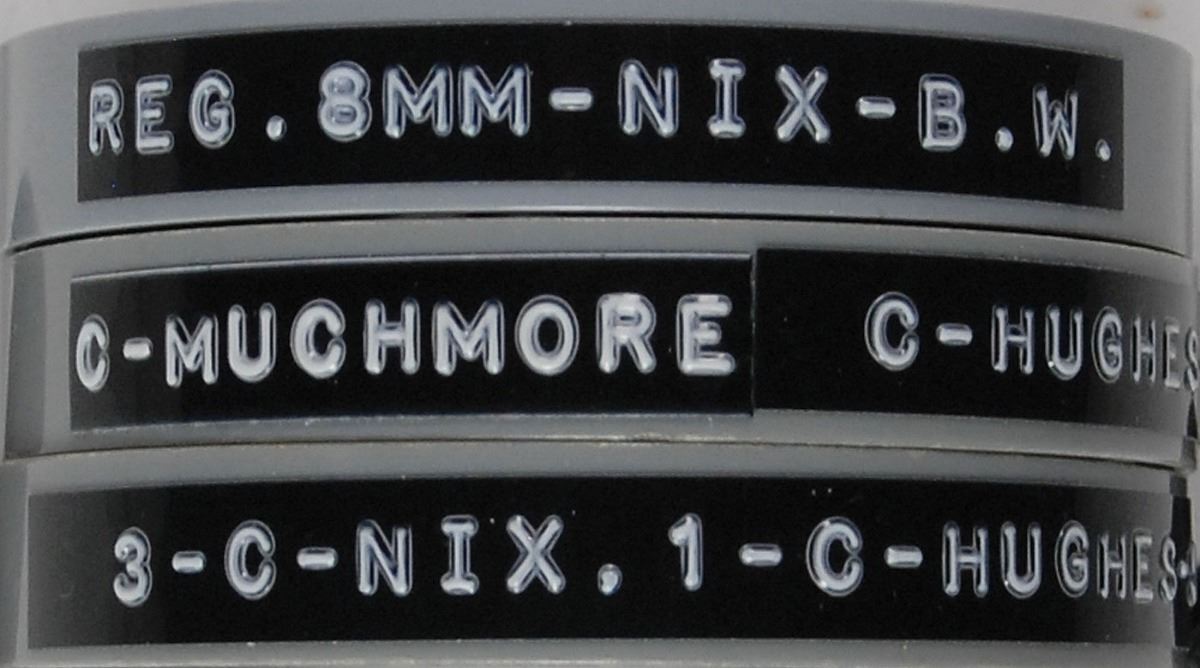 REG.8MM-NIX-B.W.
C-MUCHMORE C-HUGHES
3-C-NIX.1-C-HUGHES